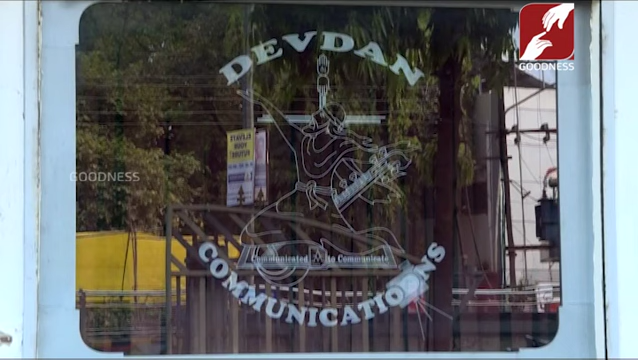 GOODNESS
DEVDAN
GOODNESS
Communicated to Communicate
COMMUNICATIONS